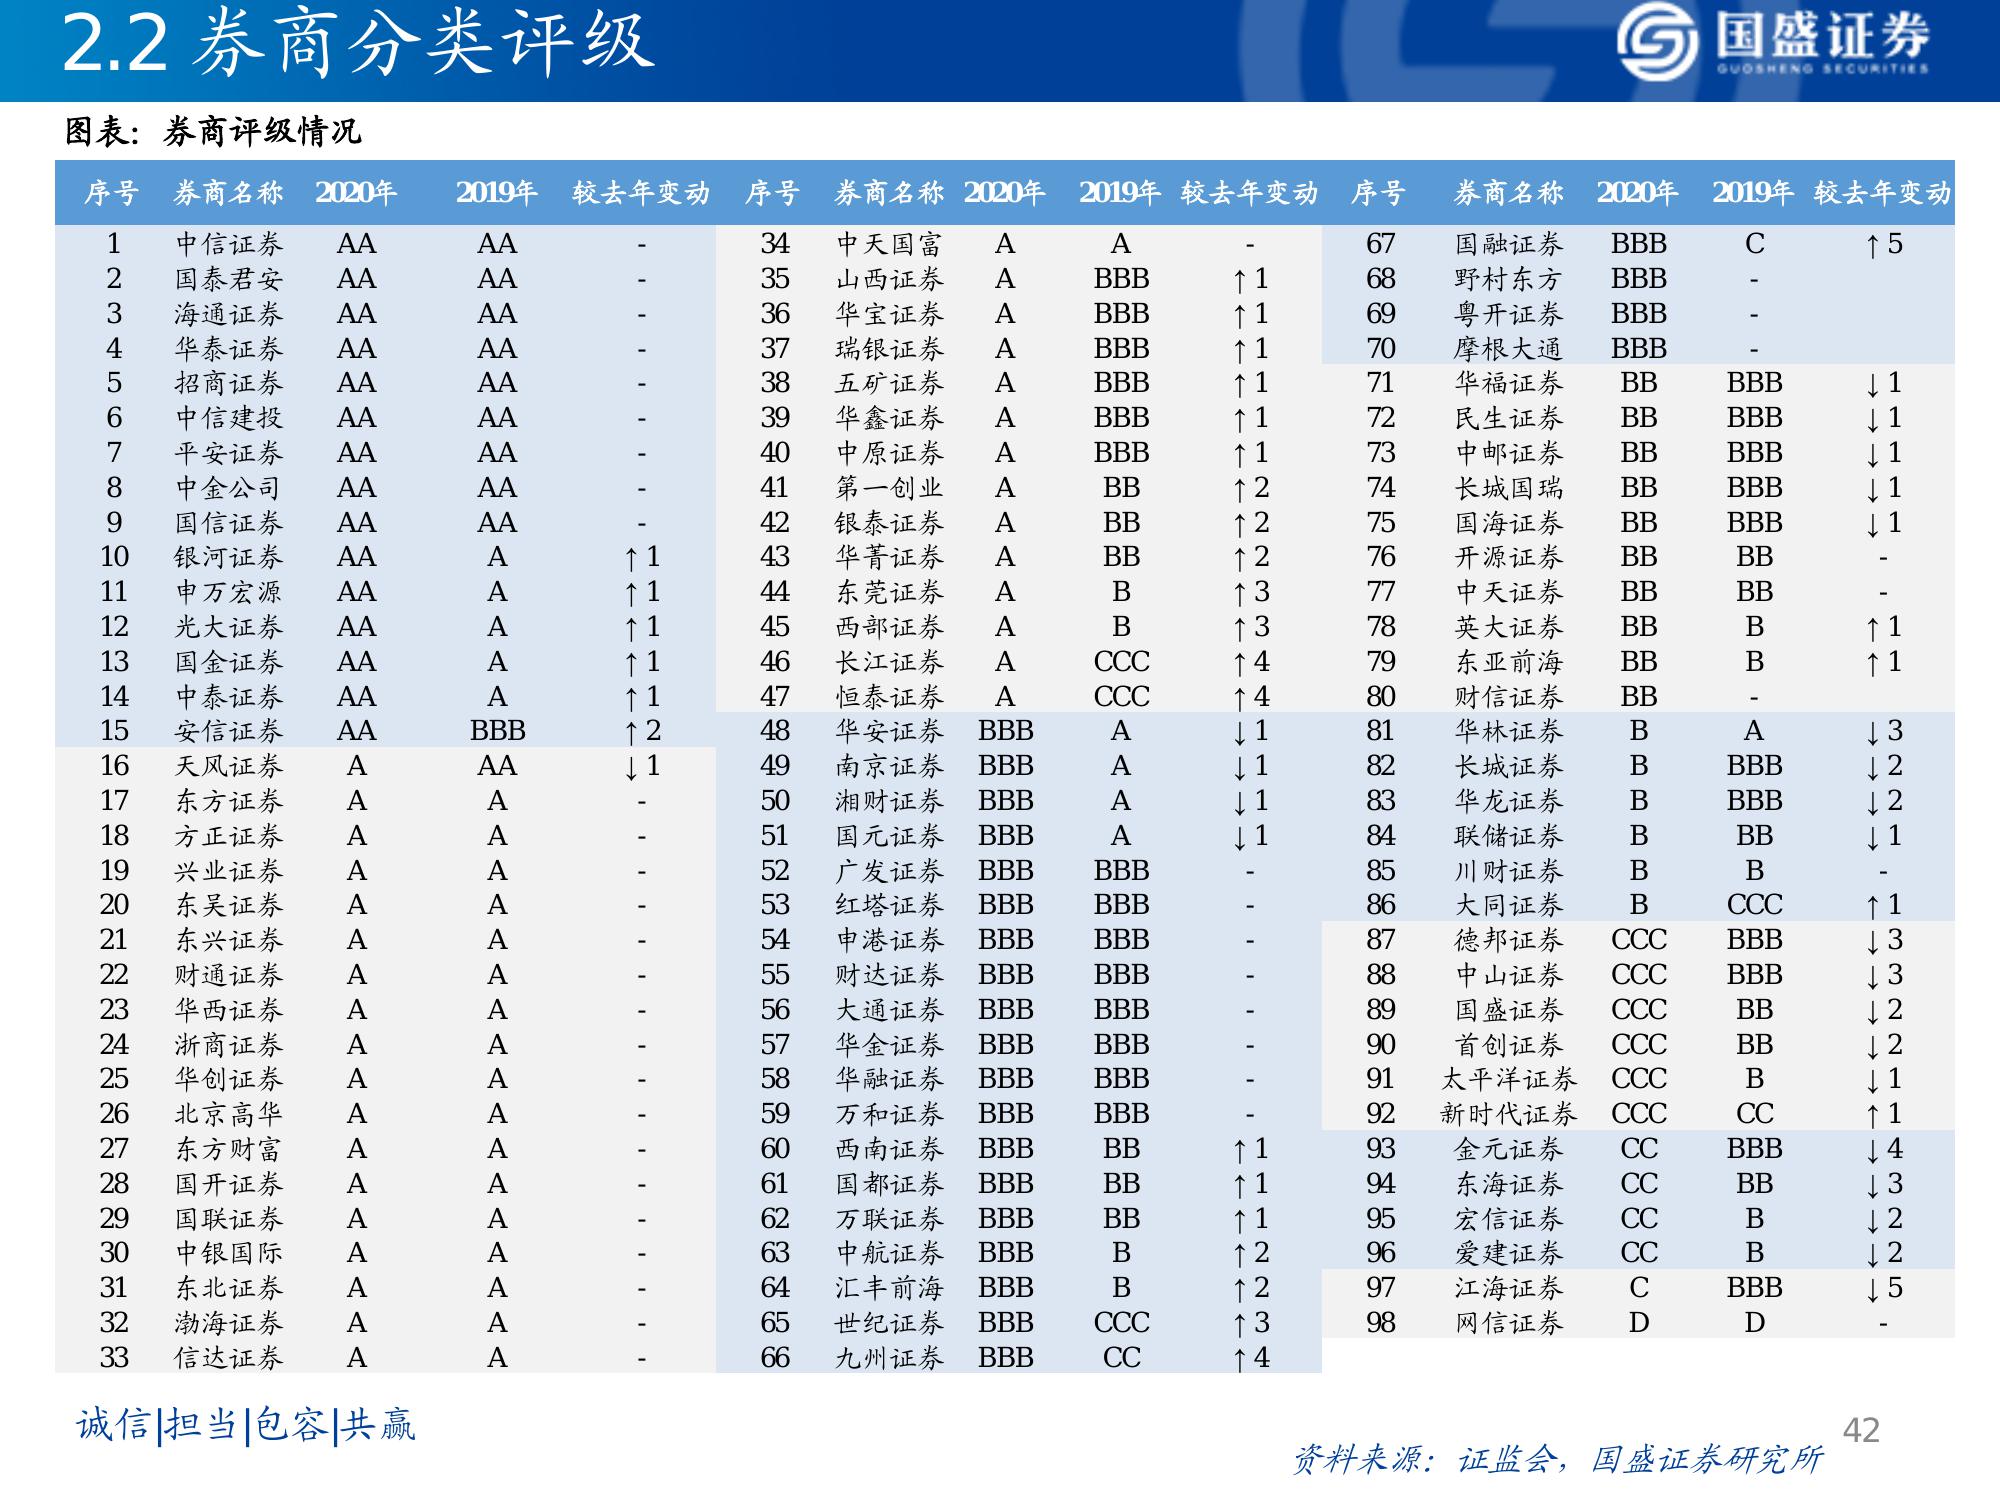 2.2 券商分类评级
国盛证券
GUOSHENG SECURITIES
图表：券商评级情况
序号 券商名称 2020年 2019年 较去年变动 序号 券商名称 2020年 2019年 较去年变动 序号 券商名称 2020年 2019年 较去年变动
1 中信证券 AA AA - 34 中天国富 A A - 67 国融证券 BBB C ↑5
2 国泰君安 AA AA - 35 山西证券 A BBB ↑1 68 野村东方 BBB -
3 海通证券 AA AA - 36 华宝证券 A BBB ↑1 69 粤开证券 BBB -
4 华泰证券 AA AA - 37 瑞银证券 A BBB ↑1 70 摩根大通 BBB -
5 招商证券 AA AA - 38 五矿证券 A BBB ↑1 71 华福证券 BB BBB ↓1
6 中信建投 AA AA - 39 华鑫证券 A BBB ↑1 72 民生证券 BB BBB ↓1
7 平安证券 AA AA - 40 中原证券 A BBB ↑1 73 中邮证券 BB BBB ↓1
8 中金公司 AA AA - 41 第一创业 A BB ↑2 74 长城国瑞 BB BBB ↓1
9 国信证券 AA AA - 42 银泰证券 A BB ↑2 75 国海证券 BB BBB ↓1
10 银河证券 AA A ↑1 43 华菁证券 A BB ↑2 76 开源证券 BB BB -
11 申万宏源 AA A ↑1 44 东莞证券 A B ↑3 77 中天证券 BB BB -
12 光大证券 AA A ↑1 45 西部证券 A B ↑3 78 英大证券 BB B ↑1
13 国金证券 AA A ↑1 46 长江证券 A CCC ↑4 79 东亚前海 BB B ↑1
14 中泰证券 AA A ↑1 47 恒泰证券 A CCC ↑4 80 财信证券 BB -
15 安信证券 AA BBB ↑2 48 华安证券 BBB A ↓1 81 华林证券 B A ↓3
16 天风证券 A AA ↓1 49 南京证券 BBB A ↓1 82 长城证券 B BBB ↓2
17 东方证券 A A - 50 湘财证券 BBB A ↓1 83 华龙证券 B BBB ↓2
18 方正证券 A A - 51 国元证券 BBB A ↓1 84 联储证券 B BB ↓1
19 兴业证券 A A - 52 广发证券 BBB BBB - 85 川财证券 B B -
20 东吴证券 A A - 53 红塔证券 BBB BBB - 86 大同证券 B CCC ↑1
21 东兴证券 A A - 54 申港证券 BBB BBB - 87 德邦证券 CCC BBB ↓3
22 财通证券 A A - 55 财达证券 BBB BBB - 88 中山证券 CCC BBB ↓3
23 华西证券 A A - 56 大通证券 BBB BBB - 89 国盛证券 CCC BB ↓2
24 浙商证券 A A - 57 华金证券 BBB BBB - 90 首创证券 CCC BB ↓2
25 华创证券 A A - 58 华融证券 BBB BBB - 91 太平洋证券 CCC B ↓1
26 北京高华 A A - 59 万和证券 BBB BBB - 92 新时代证券 CCC CC ↑1
27 东方财富 A A - 60 西南证券 BBB BB ↑1 93 金元证券 CC BBB ↓4
28 国开证券 A A - 61 国都证券 BBB BB ↑1 94 东海证券 CC BB ↓3
29 国联证券 A A - 62 万联证券 BBB BB ↑1 95 宏信证券 CC B ↓2
30 中银国际 A A - 63 中航证券 BBB B ↑2 96 爱建证券 CC B ↓2
31 东北证券 A A - 64 汇丰前海 BBB B ↑2 97 江海证券 C BBB ↓5
32 渤海证券 A A - 65 世纪证券 BBB CCC ↑3 98 网信证券 D D -
33 信达证券 A A - 66 九州证券 BBB CC ↑4
诚信|担当|包容|共赢
42
资料来源：证监会，国盛证券研究所